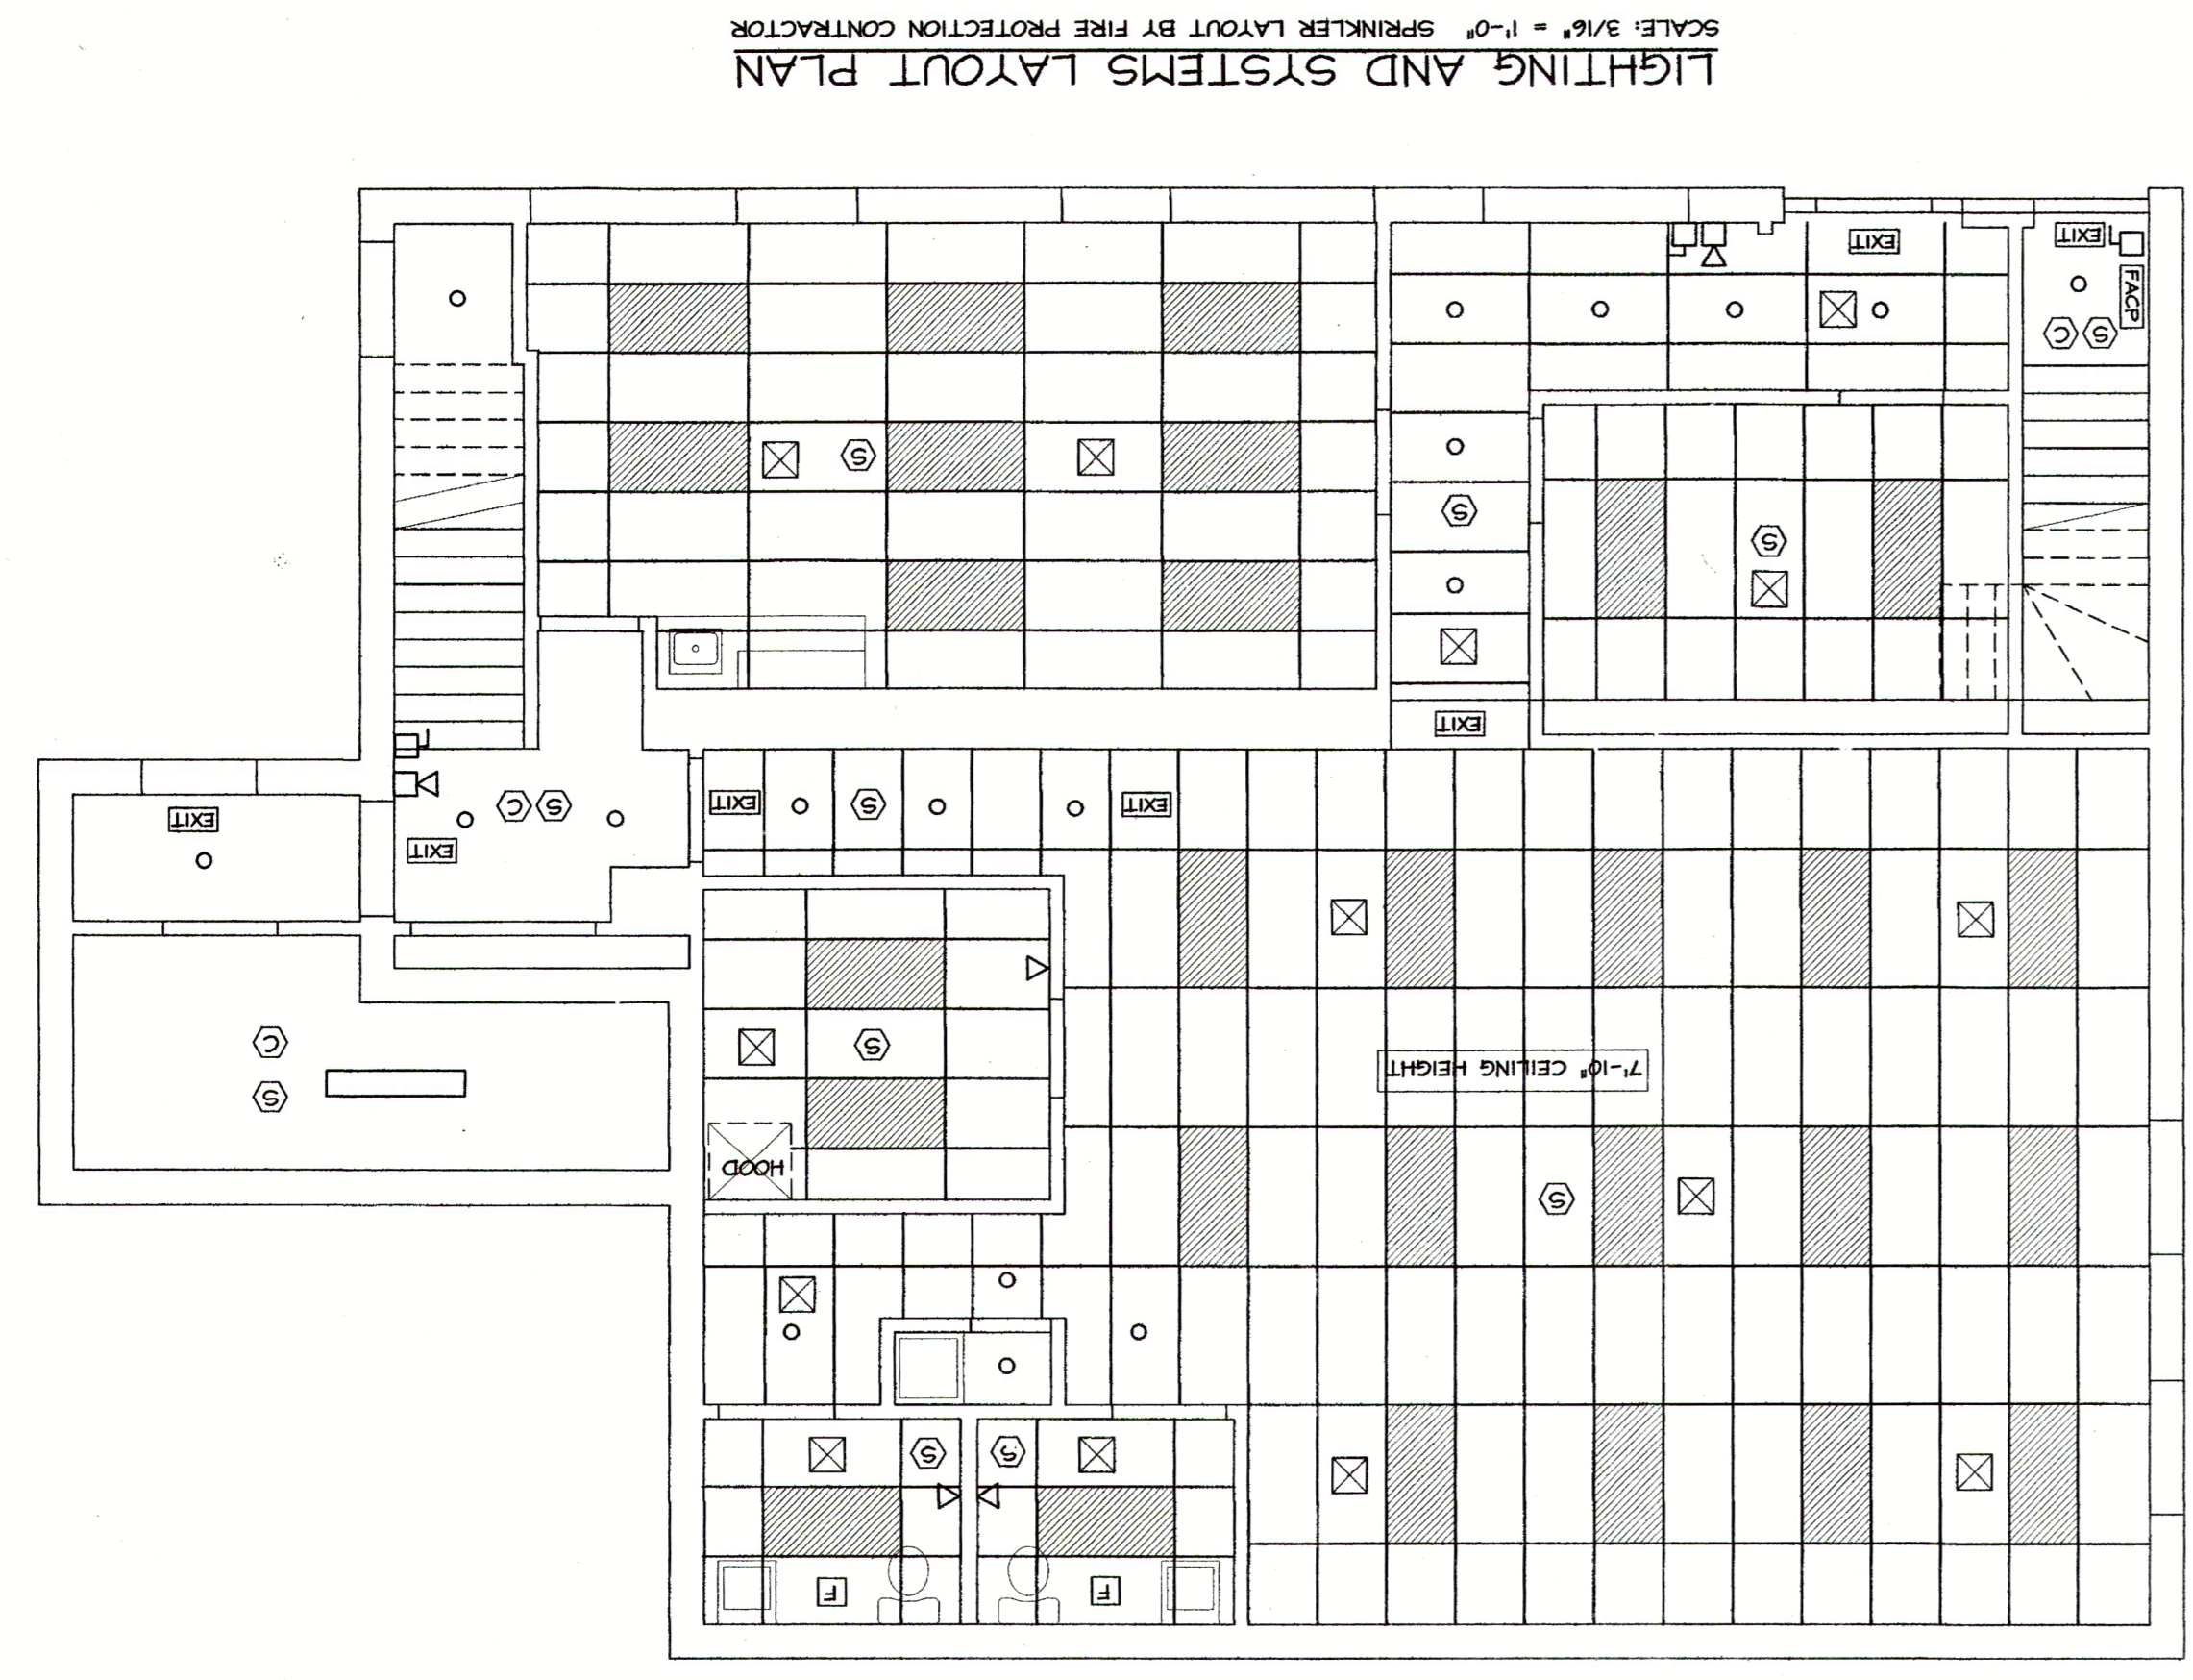 F
F
S
S
S
HOOD
S
7'-10" CEILING HEIGHT
S
C
EXIT
EXIT
EXIT
S
EXIT
S
C
EXIT
S
S
S
S
C
FACP
EXIT
EXIT
LIGHTING AND SYSTEMS LAYOUT PLAN
SCALE: 3/16" = 1'-0" SPRINKLER LAYOUT BY FIRE PROTECTION CONTRACTOR